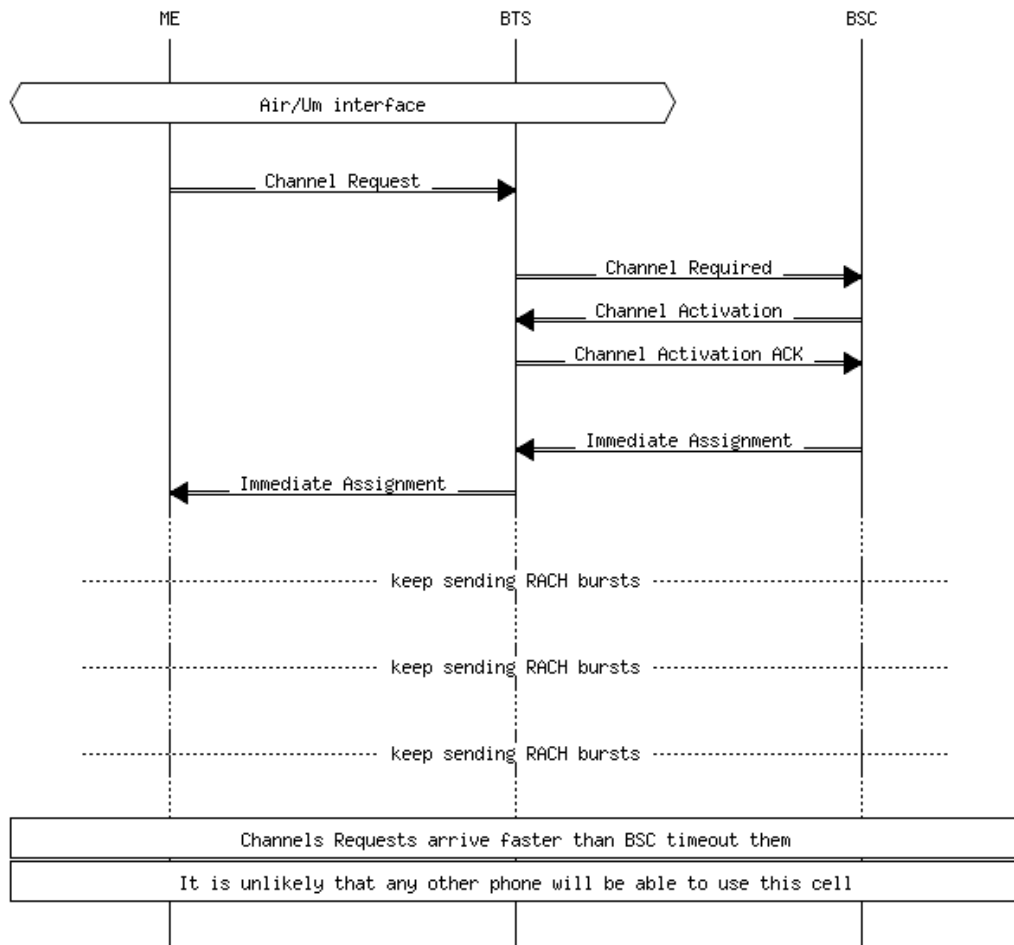 ME BTS BSC
Air/Um interface
Channel Request
Channel Required
Channel Activation
Channel Activation ACK
Immediate Assignment
Immediate Assignment
keep sending RACH bursts
keep sending RACH bursts
keep sending RACH bursts
Channels Requests arrive faster than BSC timeout them
It is unlikely that any other phone will be able to use this cell